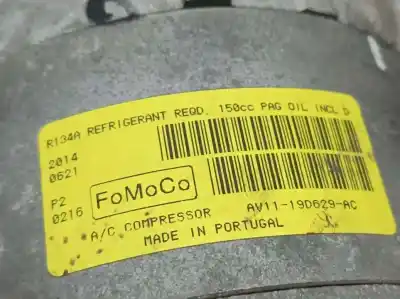 R134A REFRIGERANT REQD. 150cc PAG OIL INCL D
2014
0621
P2
0216
FoMoCo
A/C COMPRESSOR AV11-19D629-AC
MADE IN PORTUGAL